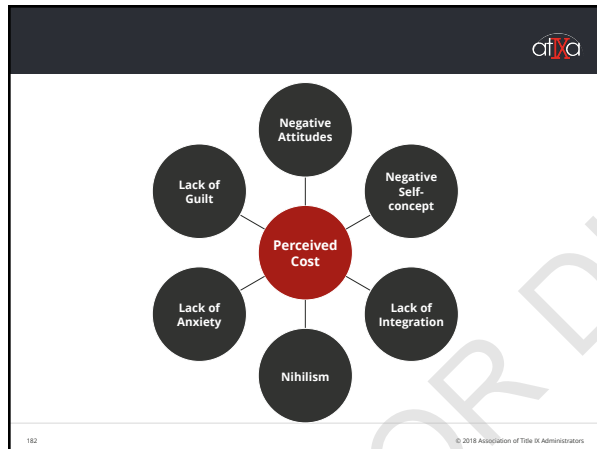 atIXa
Negative
Attitudes
Negative
Self-
concept
Lack of
Guilt
Perceived
Cost
Lack of
Anxiety
Lack of
Integration
Nihilism
182
© 2018 Association of Title IX Administrators
OR D